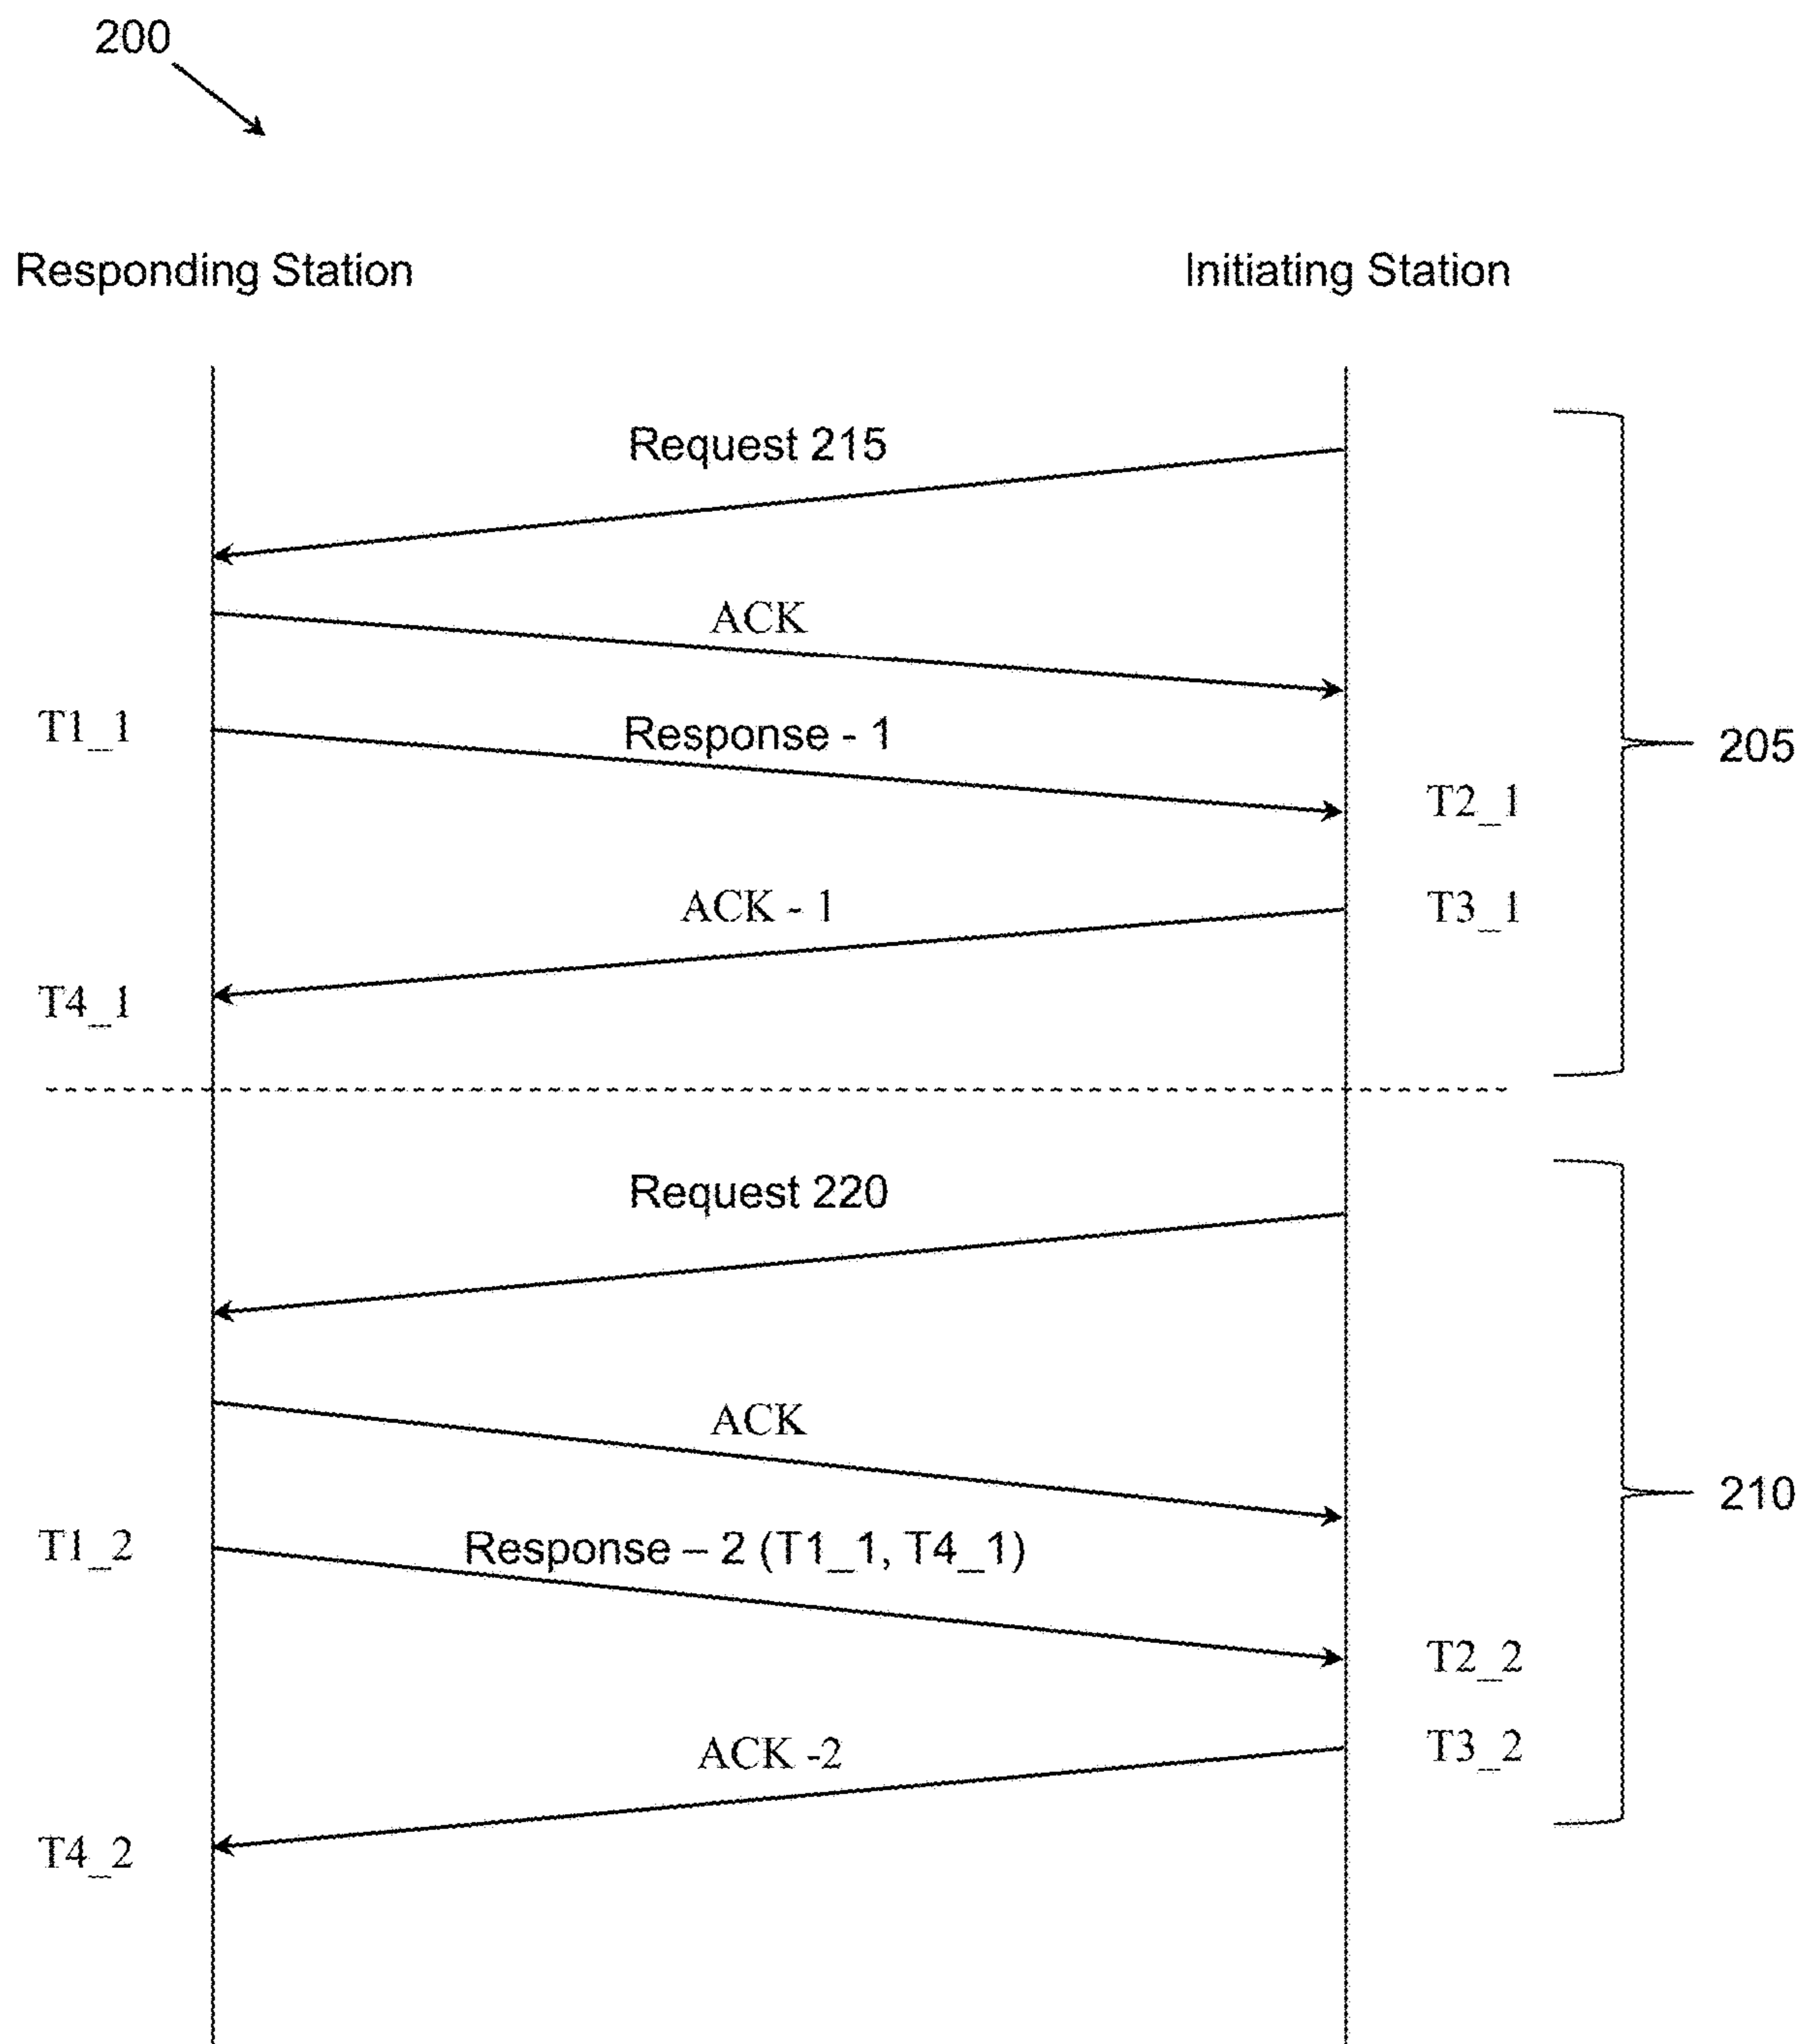 200
Responding Station
Initiating Station
Request 215
ACK
T1_1
Response - 1
205
T2_1
ACK - 1
T3_1
T4_1
Request 220
ACK
210
T1_2
Response – 2 (T1_1, T4_1)
T2_2
ACK -2
T3_2
T4_2